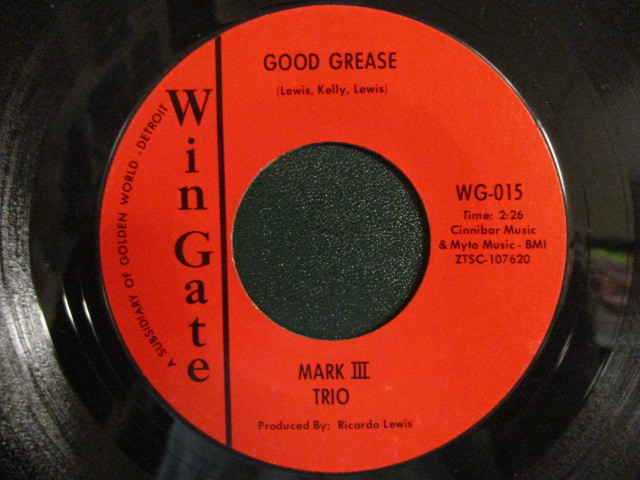 GOOD GREASE
(Lewis, Kelly, Lewis)
WinGate
A SUBSIDIARY OF GOLDEN WORLD - DETROIT
WG-015
Time: 2:26
Cinnibar Music
& Myto Music - BMI
ZTSC-107620
MARK III
TRIO
Produced By: Ricardo Lewis